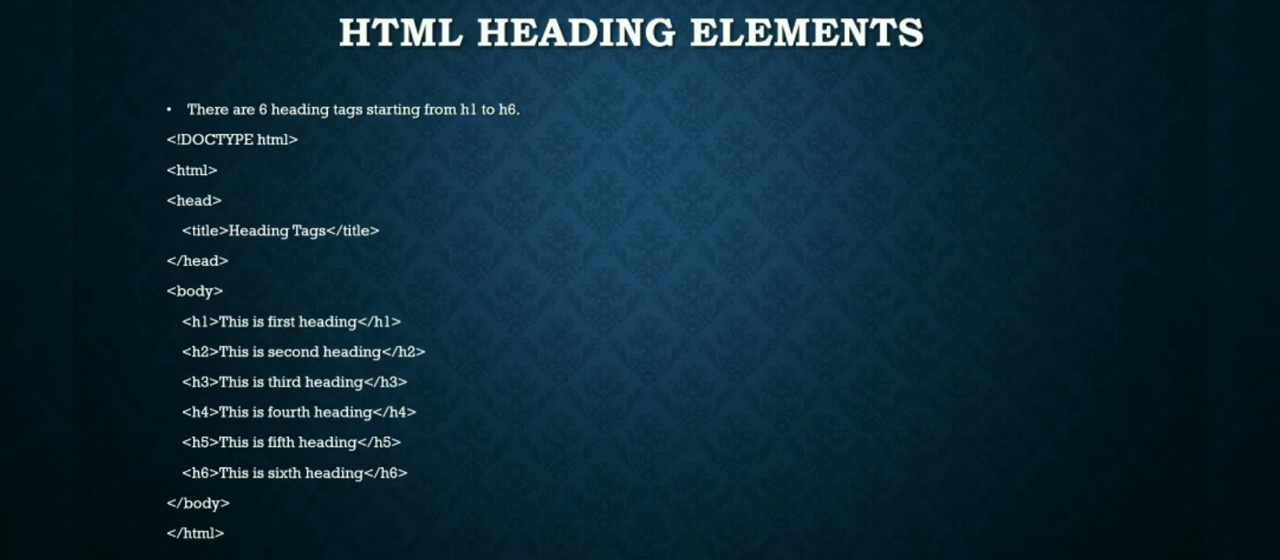 HTML HEADING ELEMENTS
• There are 6 heading tags starting from h1 to h6.
<!DOCTYPE html>
<html>
<head>
<title>Heading Tags</title>
</head>
<body>
<h1>This is first heading</h1>
<h2>This is second heading</h2>
<h3>This is third heading</h3>
<h4>This is fourth heading</h4>
<h5>This is fifth heading</h5>
<h6>This is sixth heading</h6>
</body>
</html>